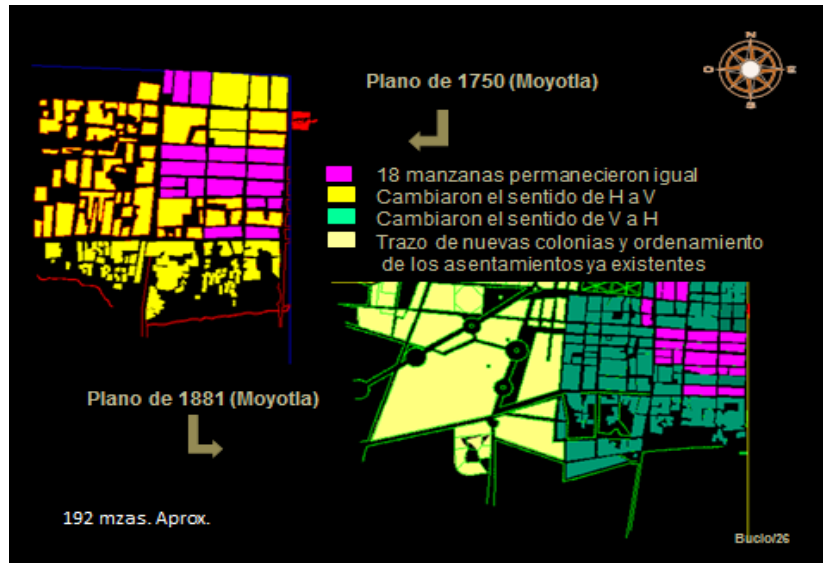 N
O
E
S
Plano de 1750 (Moyotla)
18 manzanas permanecieron igual
Cambiaron el sentido de H a V
Cambiaron el sentido de V a H
Trazo de nuevas colonias y ordenamiento
de los asentamientos ya existentes
Plano de 1881 (Moyotla)
192 mzas. Aprox.
Bucio/26